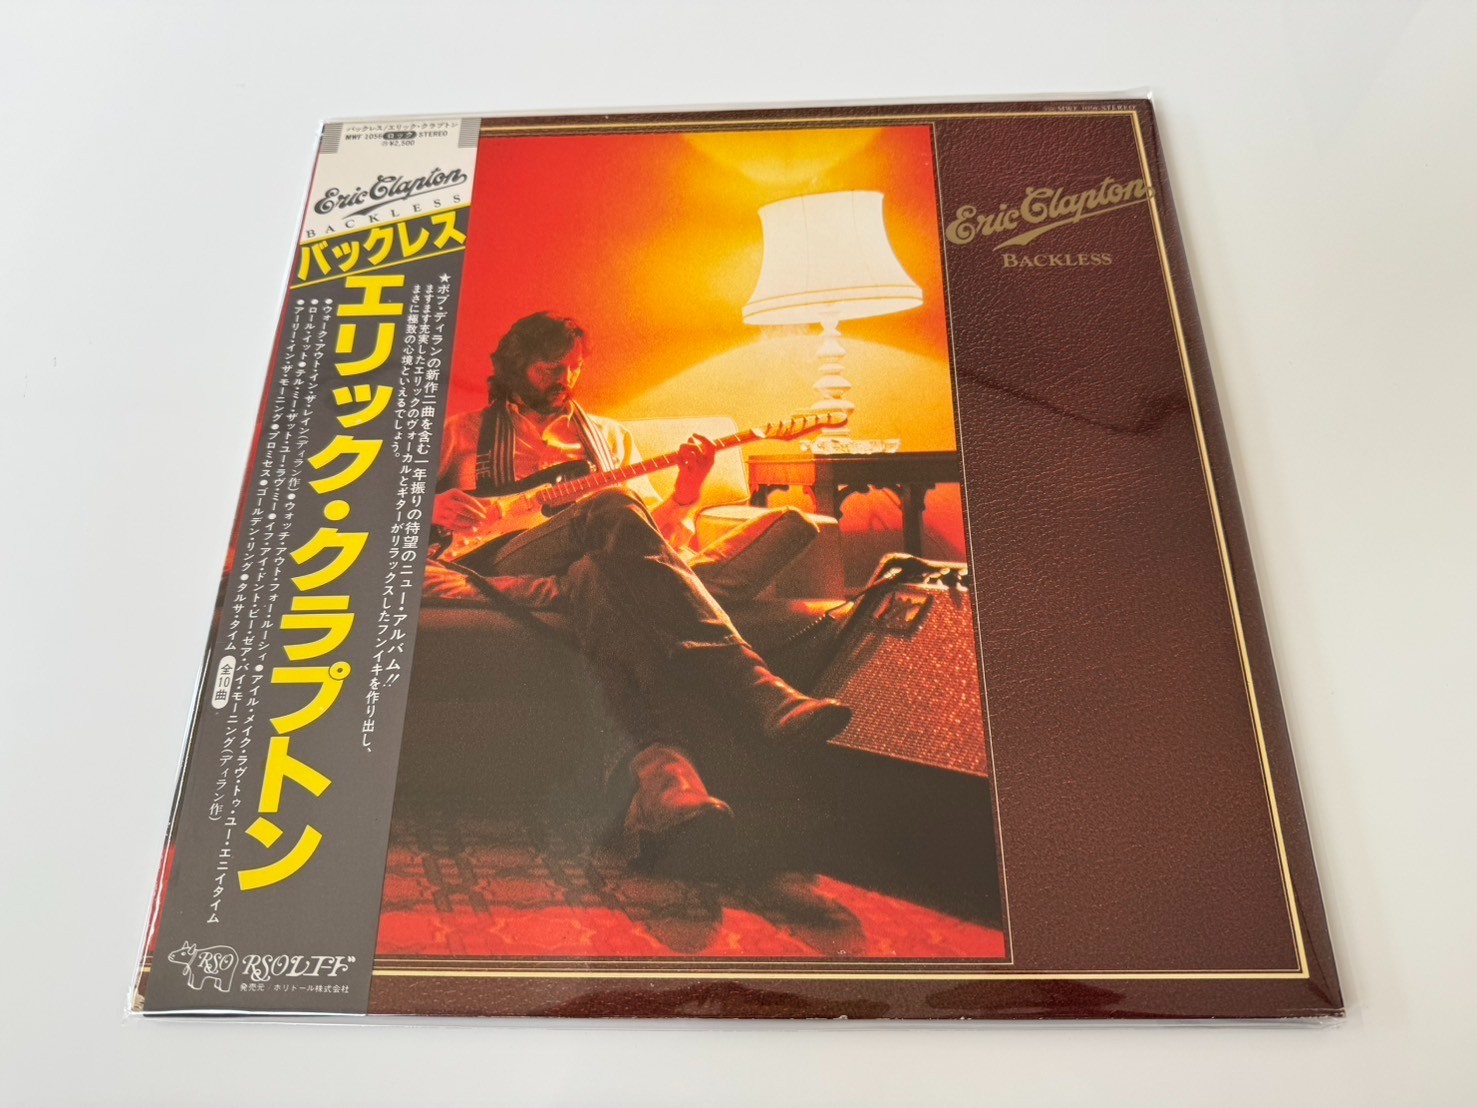 バックレス/エリック・クラプトン
MWF 1056 ロック STEREO
¥2,500
Eric Clapton
BACKLESS
バックレス
エリック・クラプトン
★ボブ・ディランの新作二曲を含む一年振りの待望のニュー・アルバム!!
ますます充実したエリックのヴォーカルとギターがリラックスしたフンイキを作り出し、
まさに極致の心境といえるでしょう。
●ウォーク・アウト・イン・ザ・レイン(ディラン作)●ウォッチ・アウト・フォー・ルーシィ●アイル・メイク・ラヴ・トゥ・ユー・エニイタイム
●ロール・イット●テル・ミー・ザット・ユー・ラヴ・ミー●イフ・アイ・ドント・ビー・ゼア・バイ・モーニング(ディラン作)
●アーリー・イン・ザ・モーニング●プロミセス●ゴールデン・リング●タルサ・タイム 全10曲
RSO RSOレコード
発売元/ポリドール株式会社
MWF 1056 STEREO
Eric Clapton
BACKLESS
THE